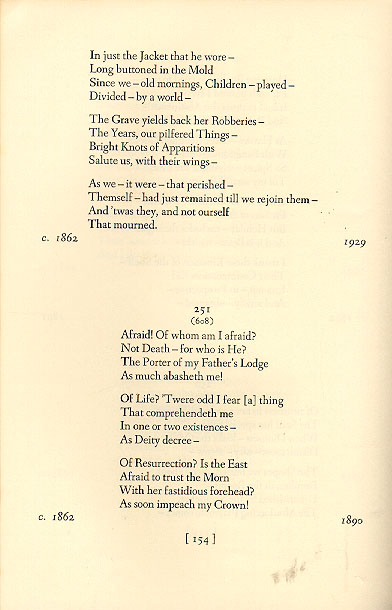 In just the Jacket that he wore –
Long buttoned in the Mold
Since we – old mornings, Children – played –
Divided – by a world –
The Grave yields back her Robberies –
The Years, our pilfered Things –
Bright Knots of Apparitions
Salute us, with their wings –
As we – it were – that perished –
Themself – had just remained till we rejoin them –
And 'twas they, and not ourself
That mourned.
c. 1862 1929
251
(608)
Afraid! Of whom am I afraid?
Not Death – for who is He?
The Porter of my Father's Lodge
As much abasheth me!
Of Life? 'Twere odd I fear [a] thing
That comprehendeth me
In one or two existences –
As Deity decree –
Of Resurrection? Is the East
Afraid to trust the Morn
With her fastidious forehead?
As soon impeach my Crown!
c. 1862 1890
[ 154 ]